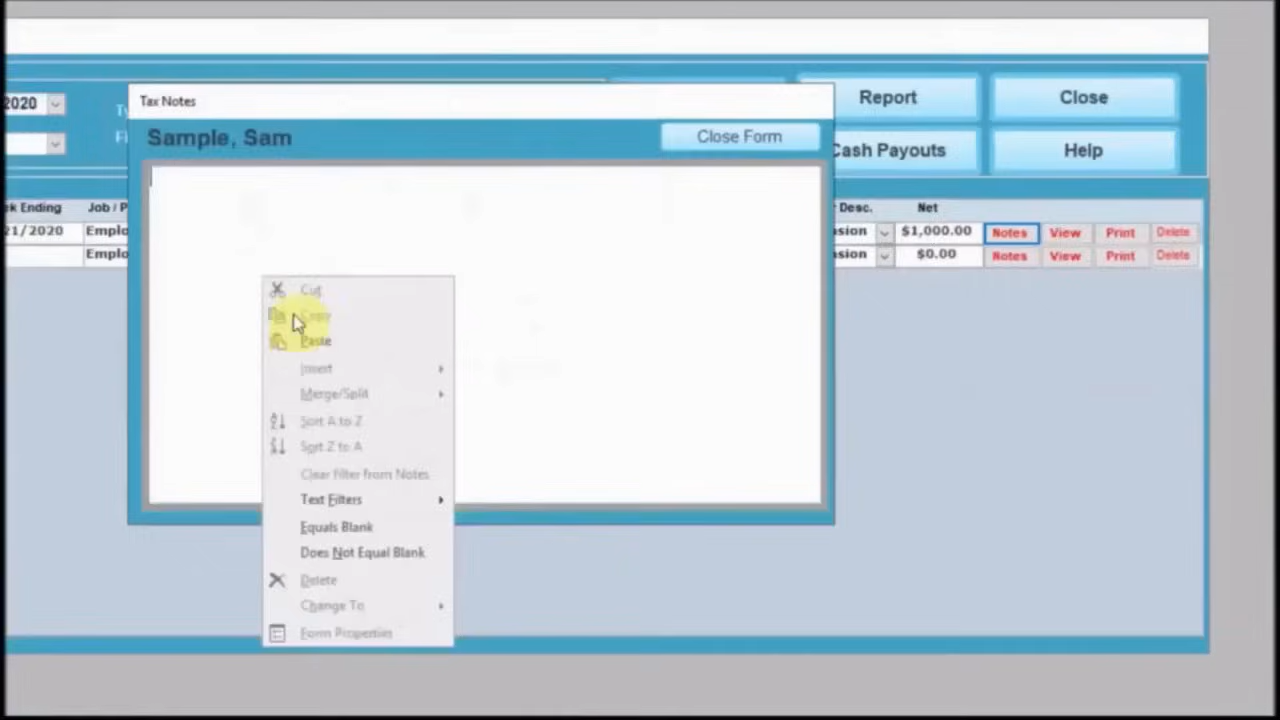 2020
Report
Close
Tax Notes
Sample, Sam
Close Form
Cash Payouts
Help
Ending
Job / P
Desc.
Net
21/2020
Emplo
$1,000.00
Notes
View
Print
Delete
Emplo
$0.00
Notes
View
Print
Delete
Cut
Copy
Paste
Insert
Merge/Split
Sort A to Z
Sort Z to A
Clear filter from Notes
Text Filters
Equals Blank
Does Not Equal Blank
Delete
Change To
Form Properties